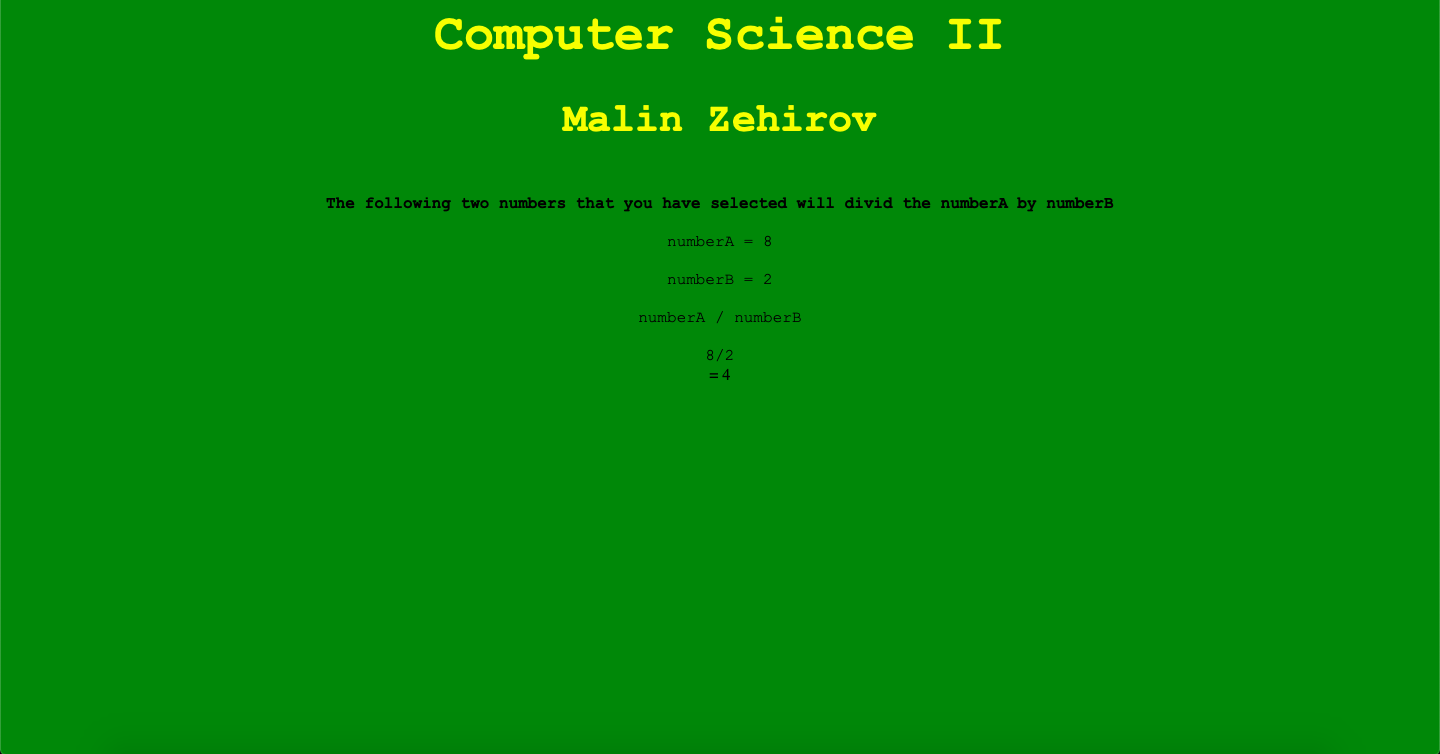 Computer Science II
Malin Zehirov
The following two numbers that you have selected will divid the numberA by numberB
numberA = 8
numberB = 2
numberA / numberB
8/2
=4